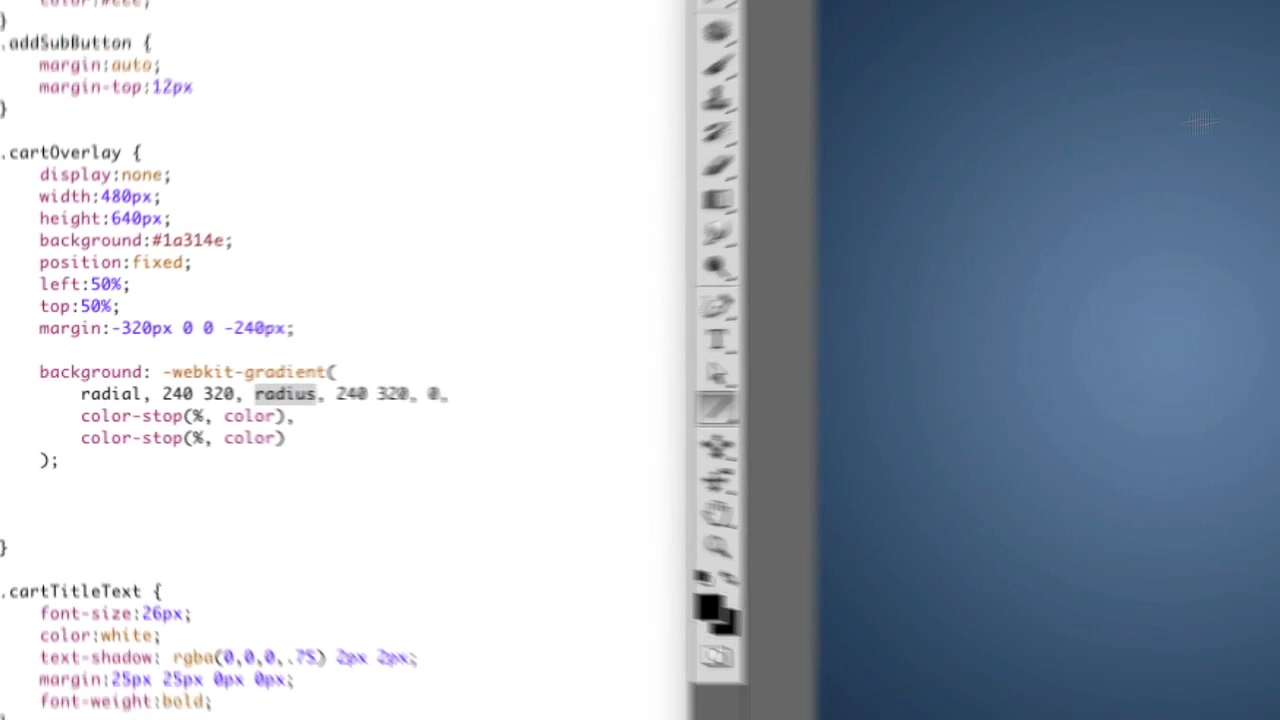 }
.addSubButton {
margin:auto;
margin-top:12px
}
.cartOverlay {
display:none;
width:480px;
height:640px;
background:#1a314e;
position:fixed;
left:50%;
top:50%;
margin:-320px 0 0 -240px;
background: -webkit-gradient(
radial, 240 320, radius, 240 320, 0,
color-stop(%, color),
color-stop(%, color)
);
}
.cartTitleText {
font-size:26px;
color:white;
text-shadow: rgba(0,0,0,.75) 2px 2px;
margin:25px 25px 0px 0px;
font-weight:bold;